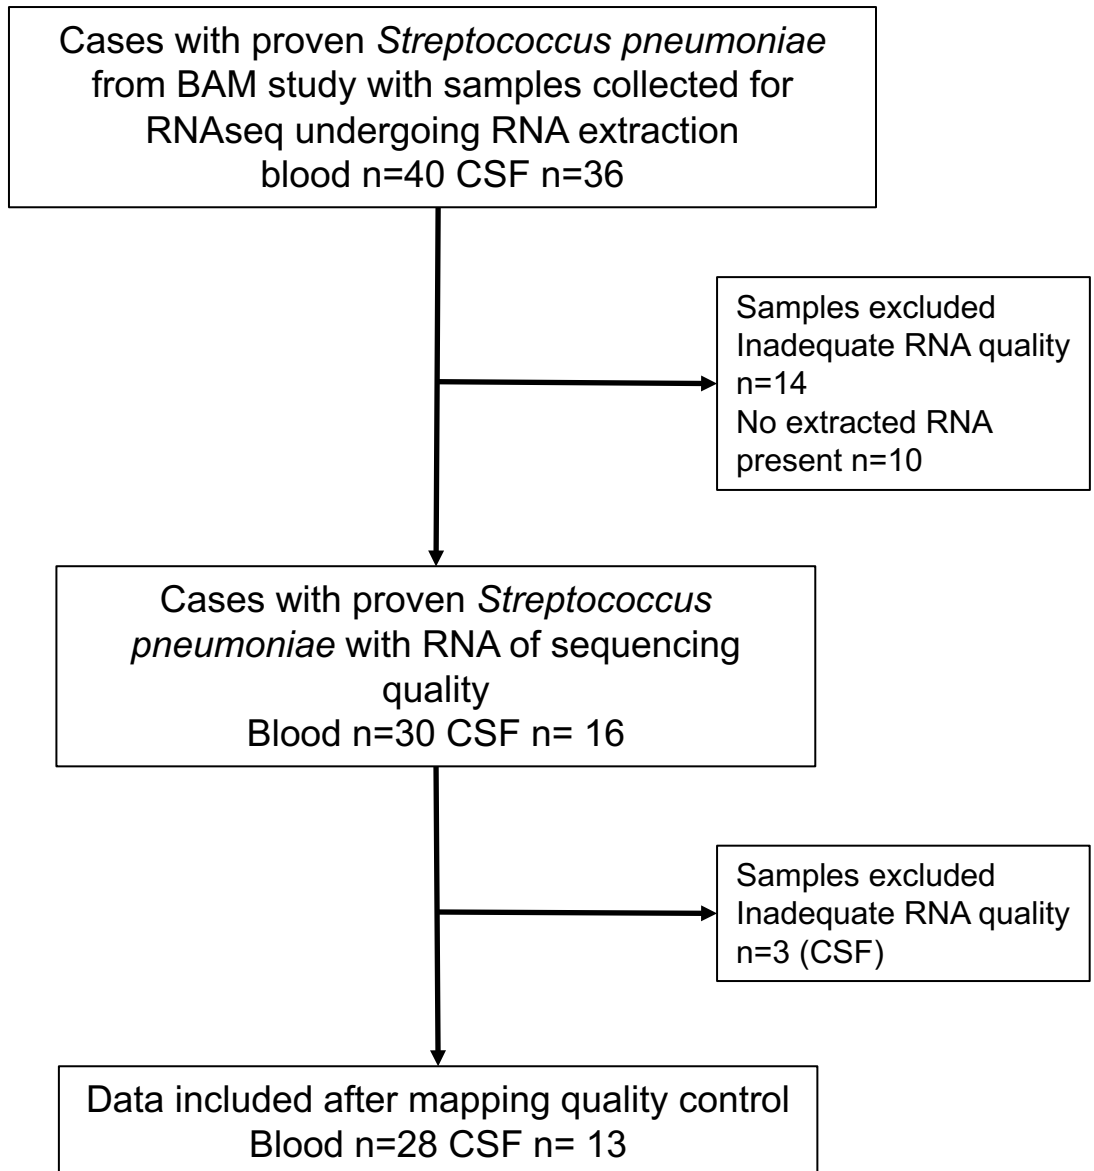 Cases with proven Streptococcus pneumoniae
from BAM study with samples collected for
RNAseq undergoing RNA extraction
blood n=40 CSF n=36
Samples excluded
Inadequate RNA quality
n=14
No extracted RNA
present n=10
Cases with proven Streptococcus
pneumoniae with RNA of sequencing
quality
Blood n=30 CSF n= 16
Samples excluded
Inadequate RNA quality
n=3 (CSF)
Data included after mapping quality control
Blood n=28 CSF n= 13